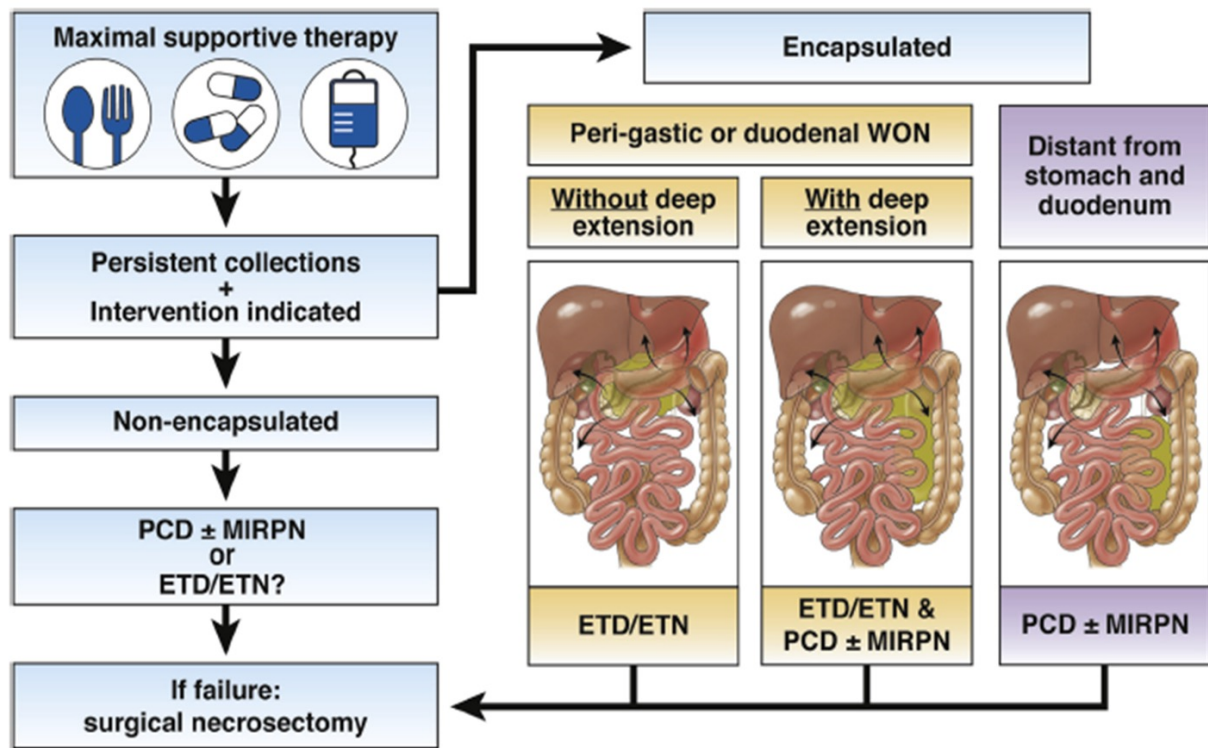 Maximal supportive therapy
Persistent collections
+
Intervention indicated
Non-encapsulated
PCD ± MIRPN
or
ETD/ETN?
If failure:
surgical necrosectomy
Encapsulated
Peri-gastic or duodenal WON
Without deep
extension
With deep
extension
Distant from
stomach and
duodenum
ETD/ETN
ETD/ETN &
PCD ± MIRPN
PCD ± MIRPN